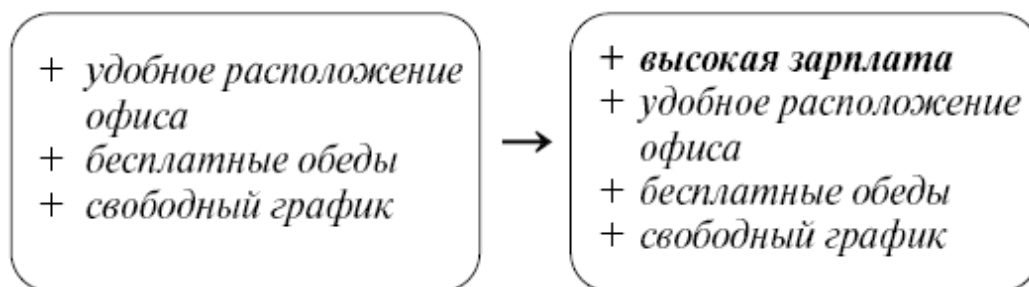 + удобное расположение
офиса
+ бесплатные обеды
+ свободный график
→
+ высокая зарплата
+ удобное расположение
офиса
+ бесплатные обеды
+ свободный график